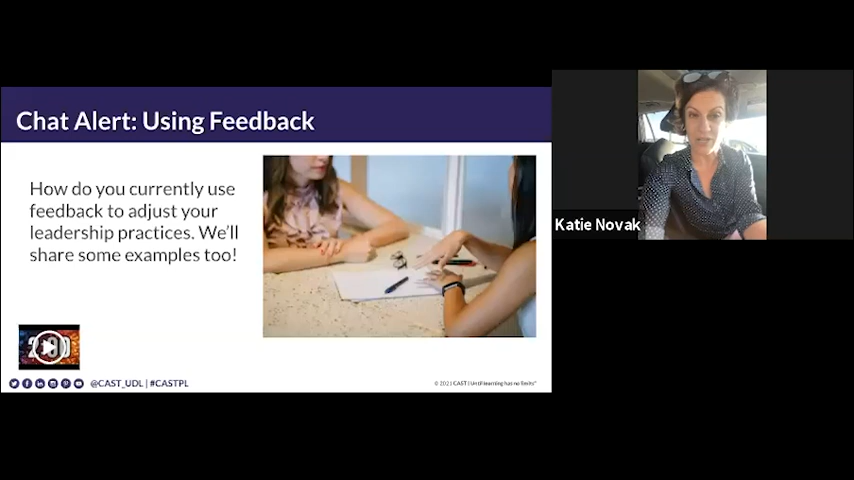 Chat Alert: Using Feedback
How do you currently use
feedback to adjust your
leadership practices. We'll
share some examples too!
Katie Novak
@CAST_UDL | #CASTPL
© 2021 CAST | Until learning has no limits